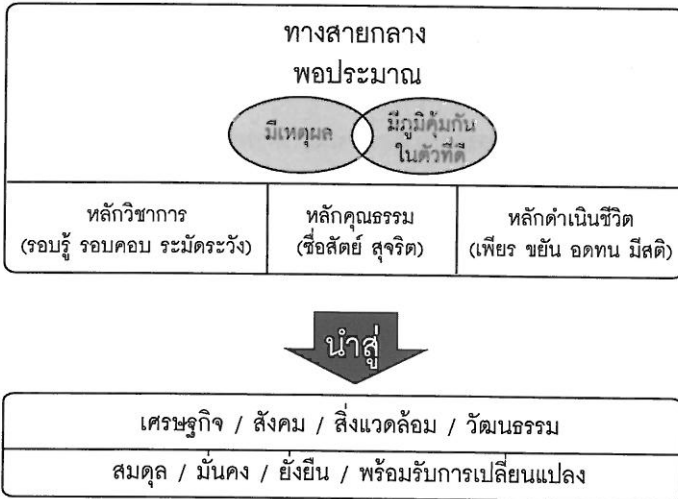 ทางสายกลาง
พอประมาณ
มีเหตุผล
มีภูมิคุ้มกัน
ในตัวที่ดี
หลักวิชาการ
(รอบรู้ รอบคอบ ระมัดระวัง)
หลักคุณธรรม
(ซื่อสัตย์ สุจริต)
หลักดำเนินชีวิต
(เพียร ขยัน อดทน มีสติ)
นำสู่
เศรษฐกิจ / สังคม / สิ่งแวดล้อม / วัฒนธรรม
สมดุล / มั่นคง / ยั่งยืน / พร้อมรับการเปลี่ยนแปลง